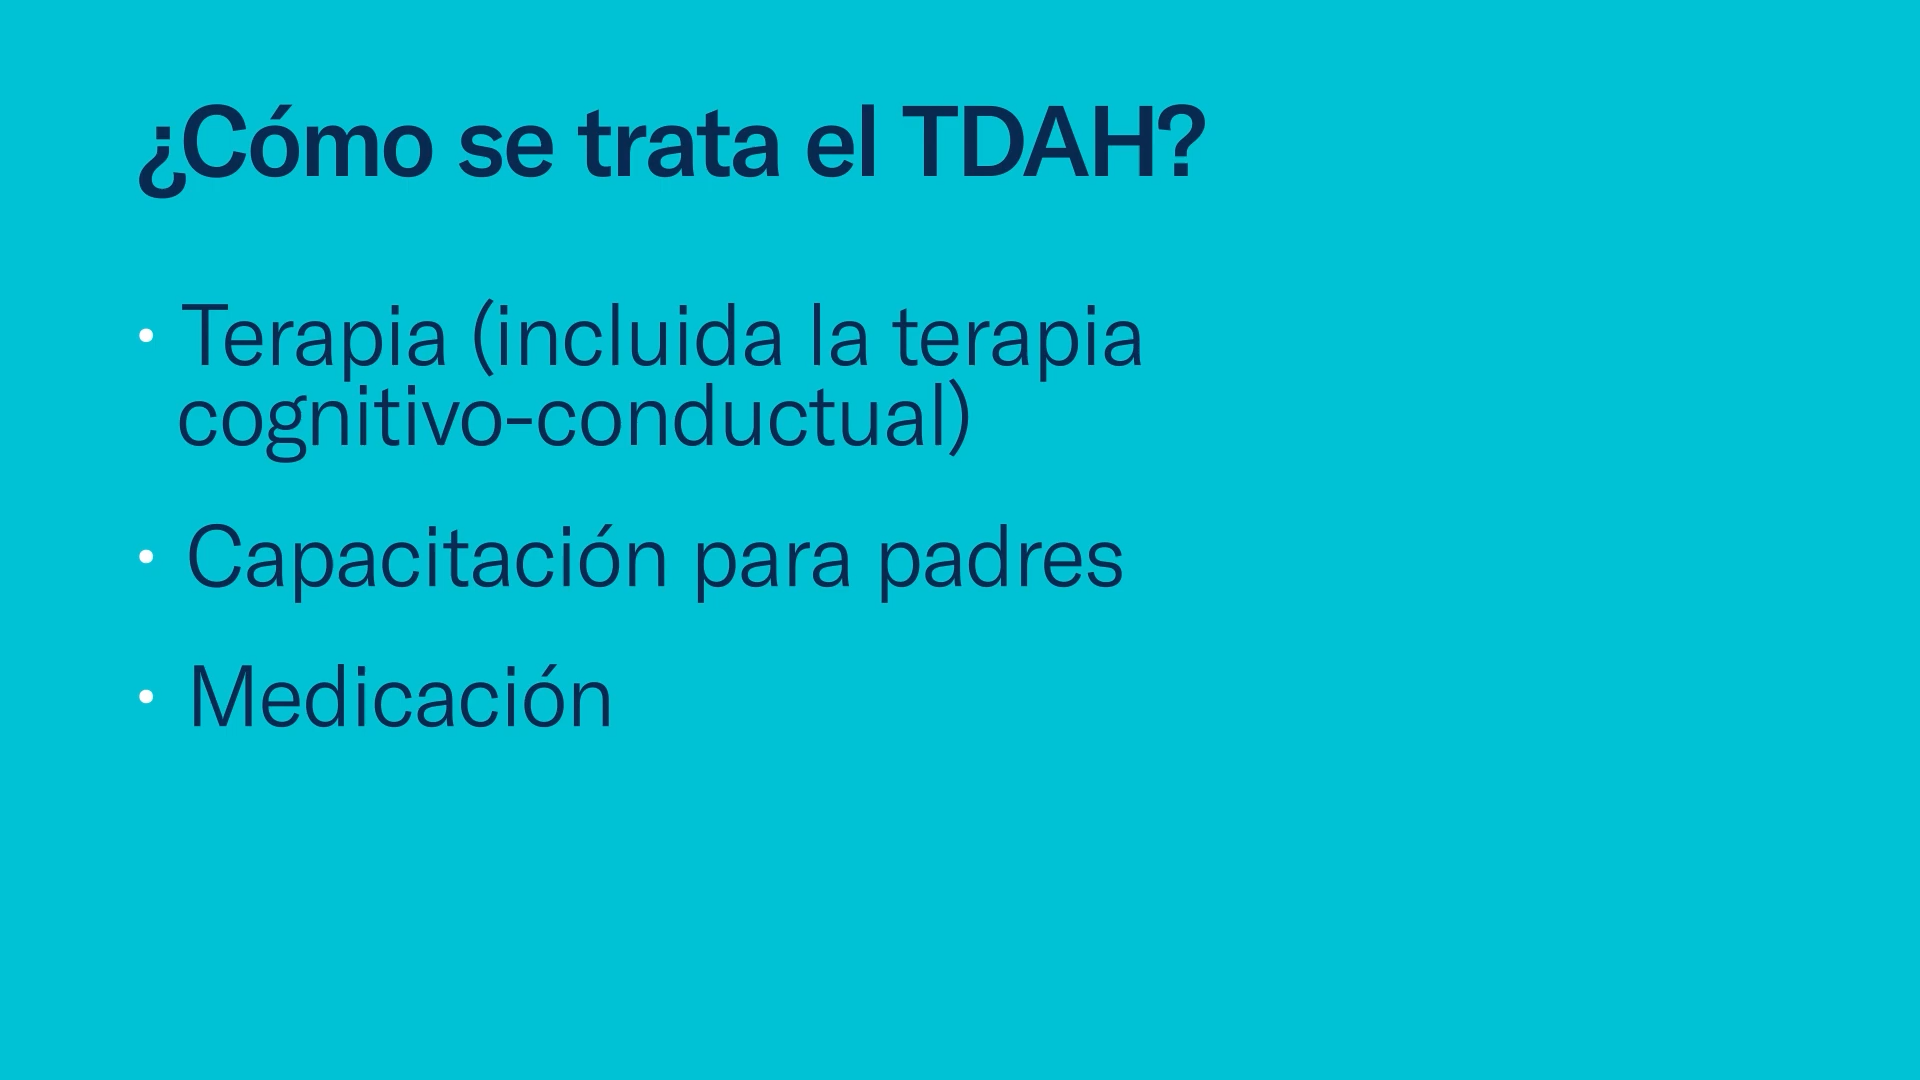 ¿Cómo se trata el TDAH?
• Terapia (incluida la terapia
cognitivo-conductual)
• Capacitación para padres
• Medicación